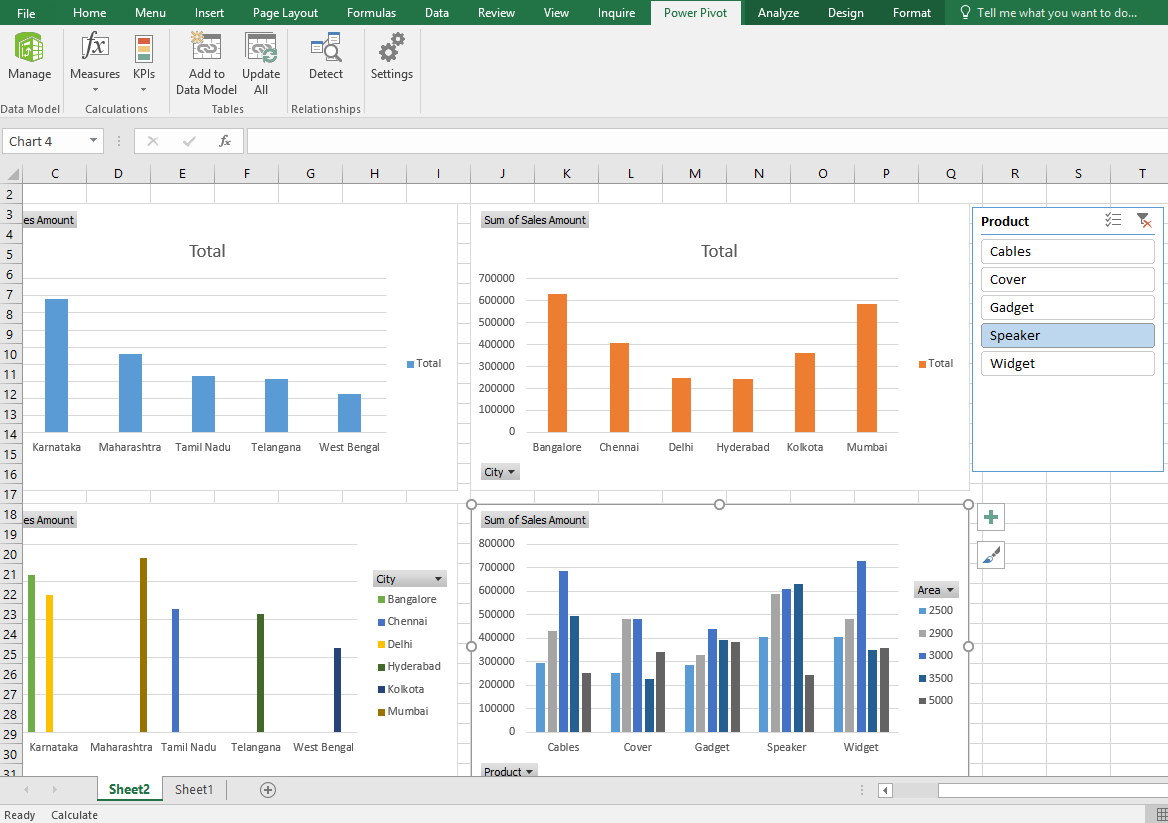 File Home Menu Insert Page Layout Formulas Data Review View Inquire Power Pivot Analyze Design Format Tell me what you want to do...
Manage Measures KPIs Add to Data Model Update All Detect Settings
Data Model Calculations Tables Relationships
Chart 4 fx
C D E F G H I J K L M N O P Q R S T
2
3
4
5
6
7
8
9
10
11
12
13
14
15
16
17
18
19
20
21
22
23
24
25
26
27
28
29
30
31
es Amount
Total
Total
Karnataka Maharashtra Tamil Nadu Telangana West Bengal
Sum of Sales Amount
Total
700000
600000
500000
400000
300000
200000
100000
0
Total
Bangalore Chennai Delhi Hyderabad Kolkota Mumbai
City
Product
Cables
Cover
Gadget
Speaker
Widget
es Amount
City
Bangalore
Chennai
Delhi
Hyderabad
Kolkota
Mumbai
Karnataka Maharashtra Tamil Nadu Telangana West Bengal
Sum of Sales Amount
800000
700000
600000
500000
400000
300000
200000
100000
0
Area
2500
2900
3000
3500
5000
Cables Cover Gadget Speaker Widget
Product
Sheet2 Sheet1
Ready Calculate